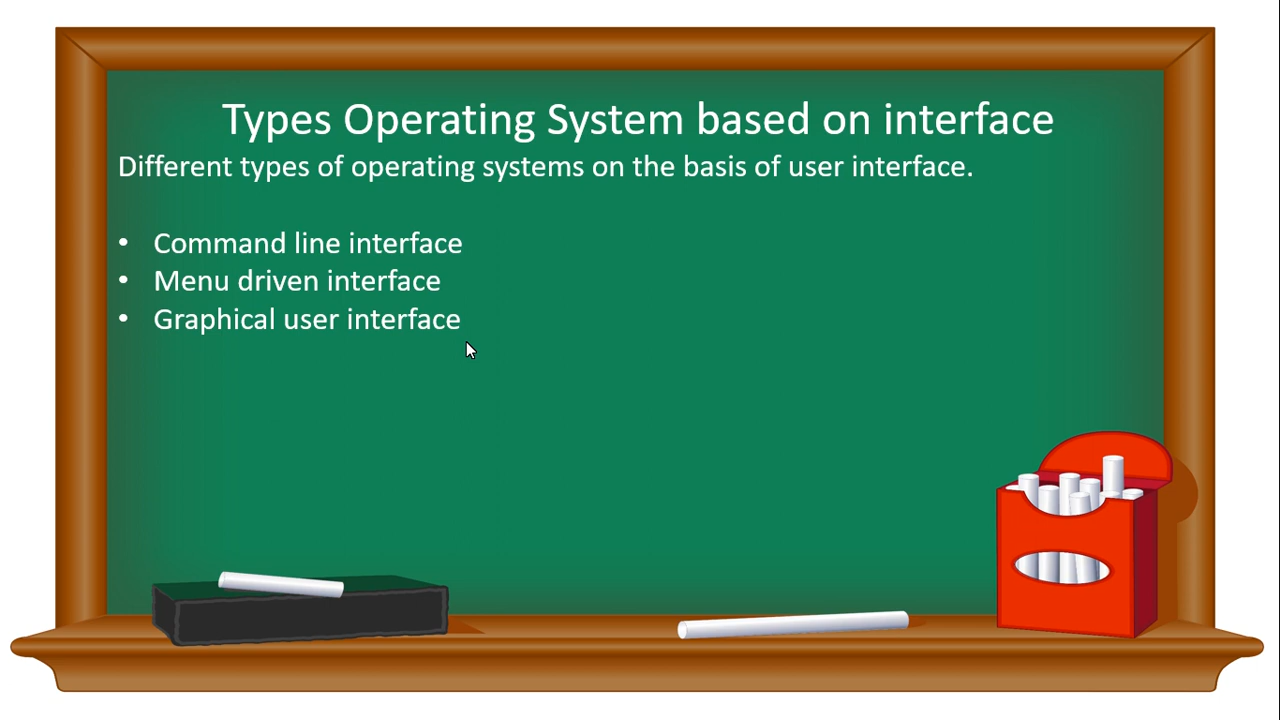 Types Operating System based on interface
Different types of operating systems on the basis of user interface.
• Command line interface
• Menu driven interface
• Graphical user interface